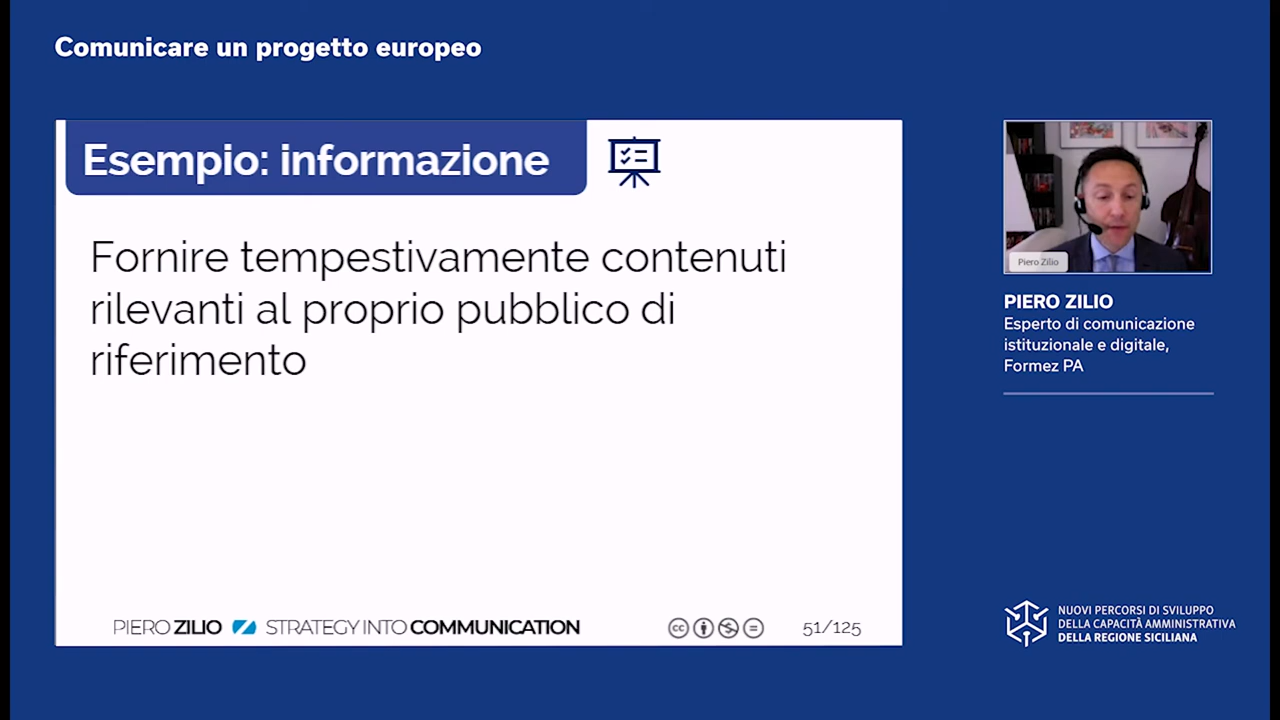 Comunicare un progetto europeo
Esempio: informazione
Fornire tempestivamente contenuti
rilevanti al proprio pubblico di
riferimento
PIERO ZILIO STRATEGY INTO COMMUNICATION
cc
51/125
Piero Zilio
PIERO ZILIO
Esperto di comunicazione
istituzionale e digitale,
Formez PA
NUOVI PERCORSI DI SVILUPPO
DELLA CAPACITÀ AMMINISTRATIVA
DELLA REGIONE SICILIANA